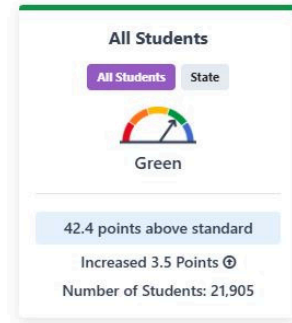 All Students
All Students State
Green
42.4 points above standard
Increased 3.5 Points
Number of Students: 21,905